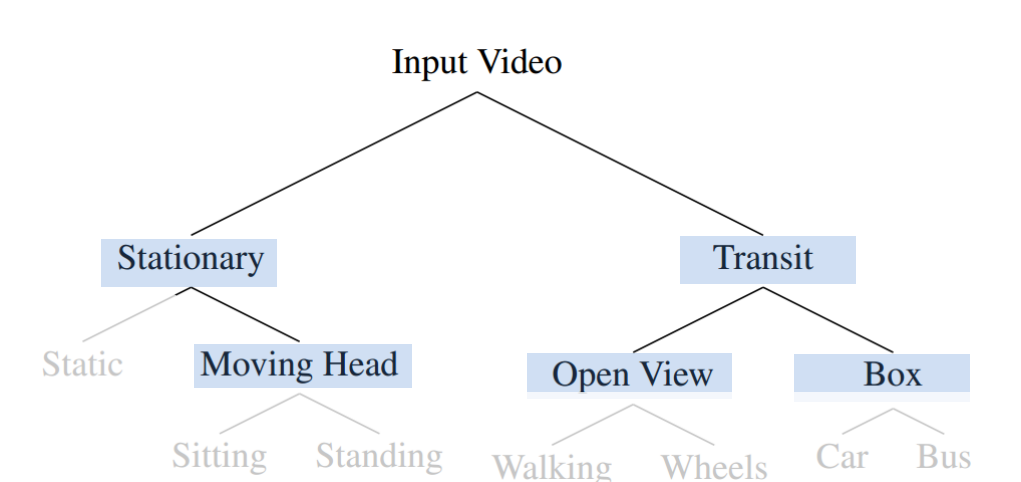 Input Video
Stationary
Transit
Static
Moving Head
Open View
Box
Sitting
Standing
Walking
Wheels
Car
Bus